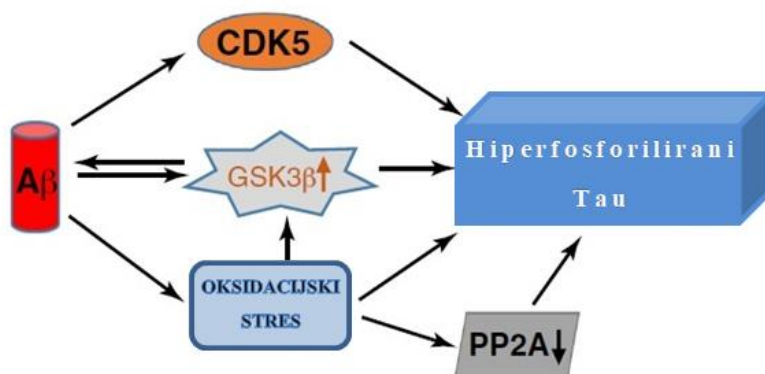 CDK5
Aβ
GSK3β↑
Hiperfosforilirani
Tau
OKSIDACIJSKI
STRES
PP2A↓